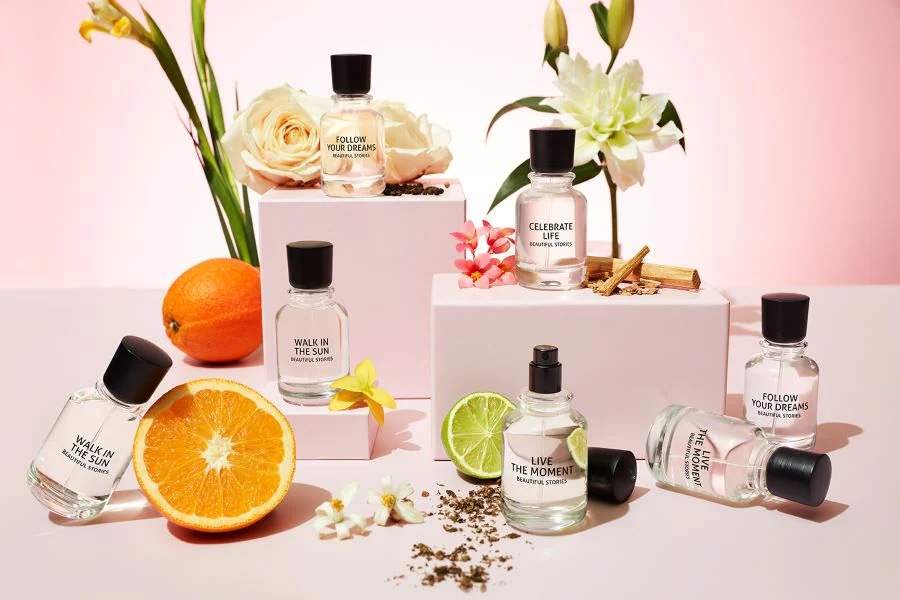 FOLLOW
YOUR DREAMS
BEAUTIFUL STORIES
CELEBRATE
LIFE
BEAUTIFUL STORIES
WALK IN
THE SUN
BEAUTIFUL STORIES
WALK IN
THE SUN
BEAUTIFUL STORIES
LIVE
THE MOMENT
BEAUTIFUL STORIES
LIVE
THE MOMENT
BEAUTIFUL STORIES
FOLLOW
YOUR DREAMS
BEAUTIFUL STORIES